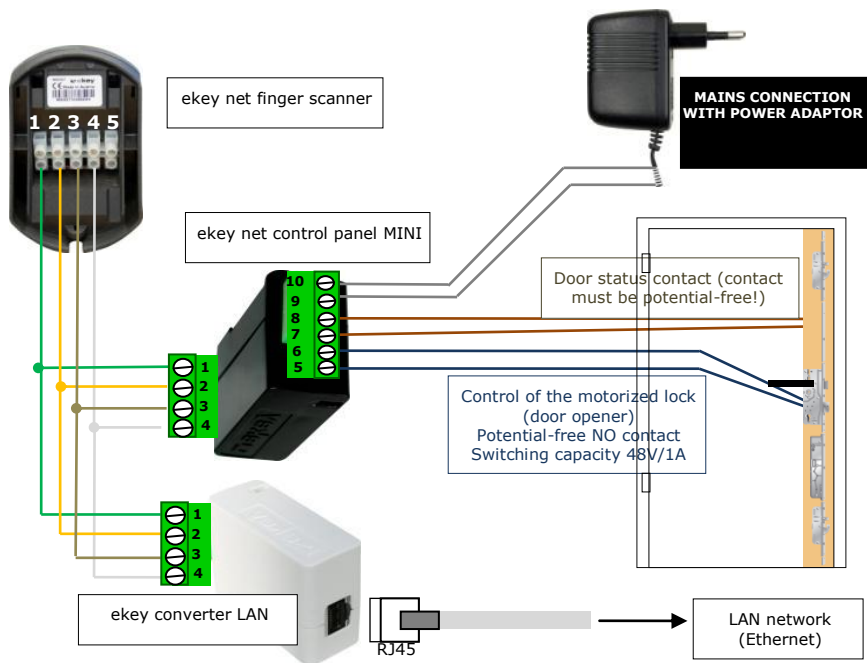 ekey net finger scanner
1 2 3 4 5
MAINS CONNECTION
WITH POWER ADAPTOR
ekey net control panel MINI
10
9
8
7
6
5
Door status contact (contact
must be potential-free!)
1
2
3
4
Control of the motorized lock
(door opener)
Potential-free NO contact
Switching capacity 48V/1A
1
2
3
4
ekey converter LAN
RJ45
LAN network
(Ethernet)